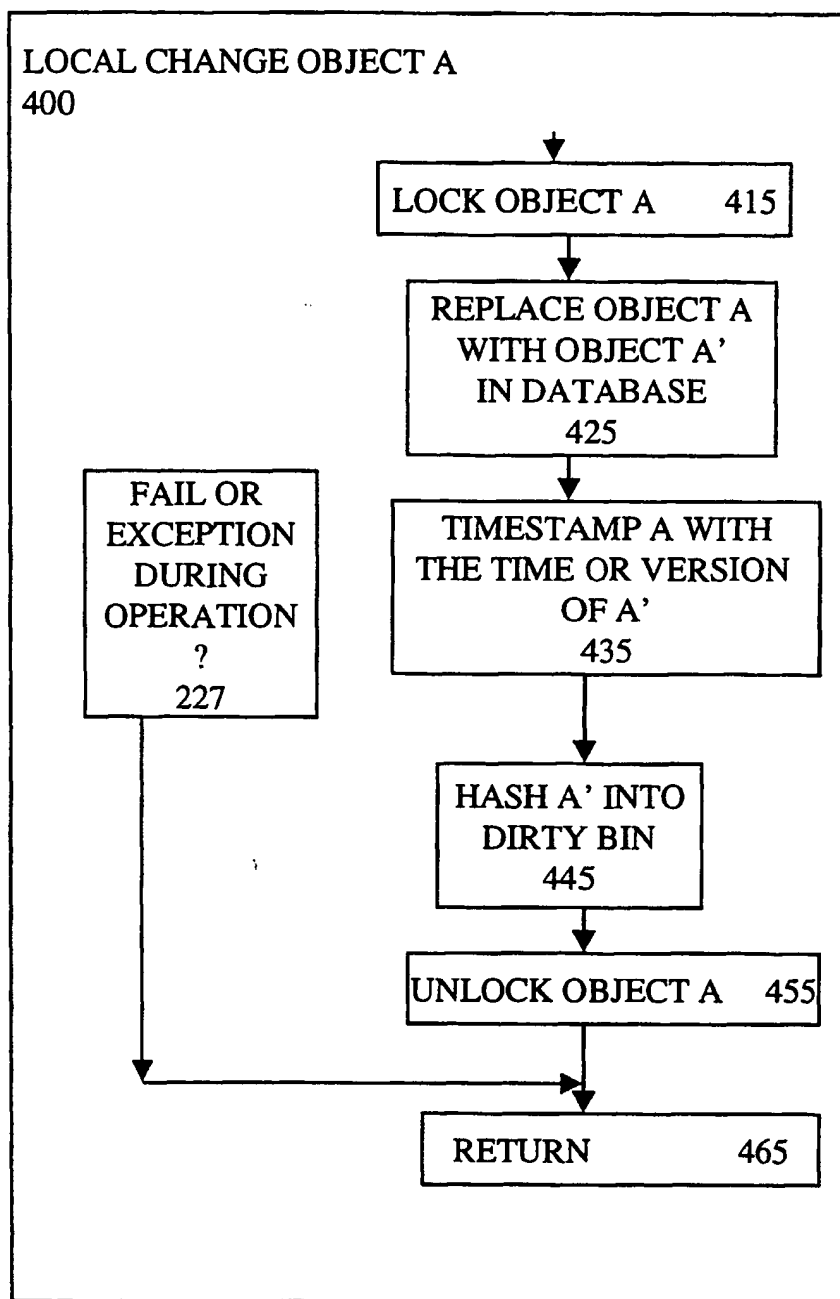 LOCAL CHANGE OBJECT A
400
LOCK OBJECT A 415
REPLACE OBJECT A
WITH OBJECT A'
IN DATABASE
425
FAIL OR
EXCEPTION
DURING
OPERATION
?
227
TIMESTAMP A WITH
THE TIME OR VERSION
OF A'
435
HASH A' INTO
DIRTY BIN
445
UNLOCK OBJECT A 455
RETURN 465